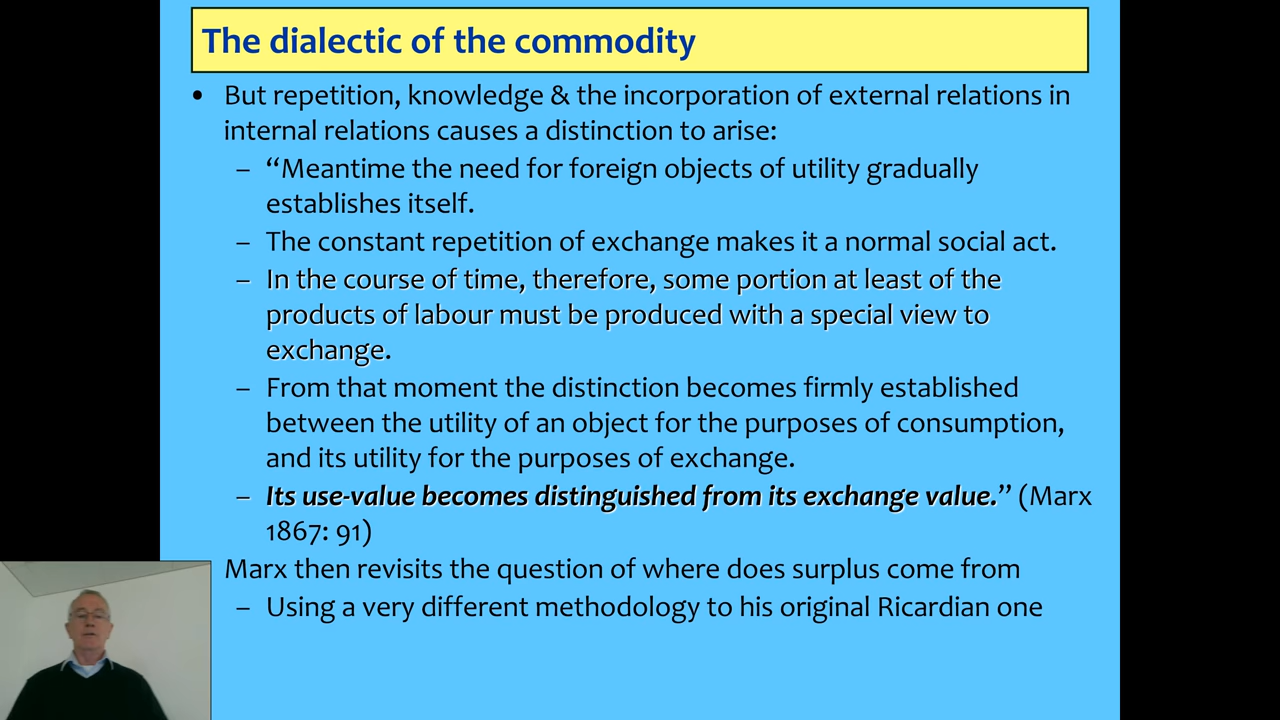 The dialectic of the commodity
• But repetition, knowledge & the incorporation of external relations in
internal relations causes a distinction to arise:
– “Meantime the need for foreign objects of utility gradually
establishes itself.
– The constant repetition of exchange makes it a normal social act.
– In the course of time, therefore, some portion at least of the
products of labour must be produced with a special view to
exchange.
– From that moment the distinction becomes firmly established
between the utility of an object for the purposes of consumption,
and its utility for the purposes of exchange.
– Its use-value becomes distinguished from its exchange value.” (Marx
1867: 91)
Marx then revisits the question of where does surplus come from
– Using a very different methodology to his original Ricardian one